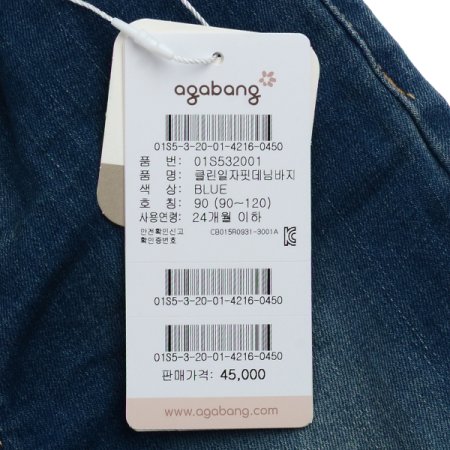 agabang
01S5-3-20-01-4216-0450
품 번: 01S532001
품 명: 클린일자핏데님바지
색 상: BLUE
호 칭: 90 (90~120)
사용연령: 24개월 이하
안전확인신고
확인증번호 CB015R0931-3001A
01S5-3-20-01-4216-0450
01S5-3-20-01-4216-0450
판매가격: 45,000
www.agabang.com